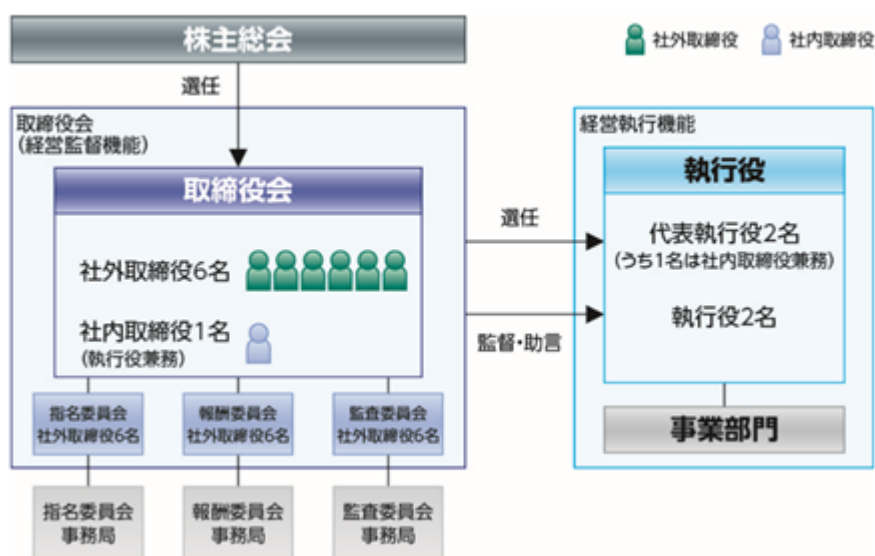 株主総会
社外取締役
社内取締役
選任
取締役会
(経営監督機能)
取締役会
社外取締役6名
社内取締役1名
(執行役兼務)
指名委員会
社外取締役6名
報酬委員会
社外取締役6名
監査委員会
社外取締役6名
指名委員会
事務局
報酬委員会
事務局
監査委員会
事務局
選任
監督・助言
経営執行機能
執行役
代表執行役2名
(うち1名は社内取締役兼務)
執行役2名
事業部門